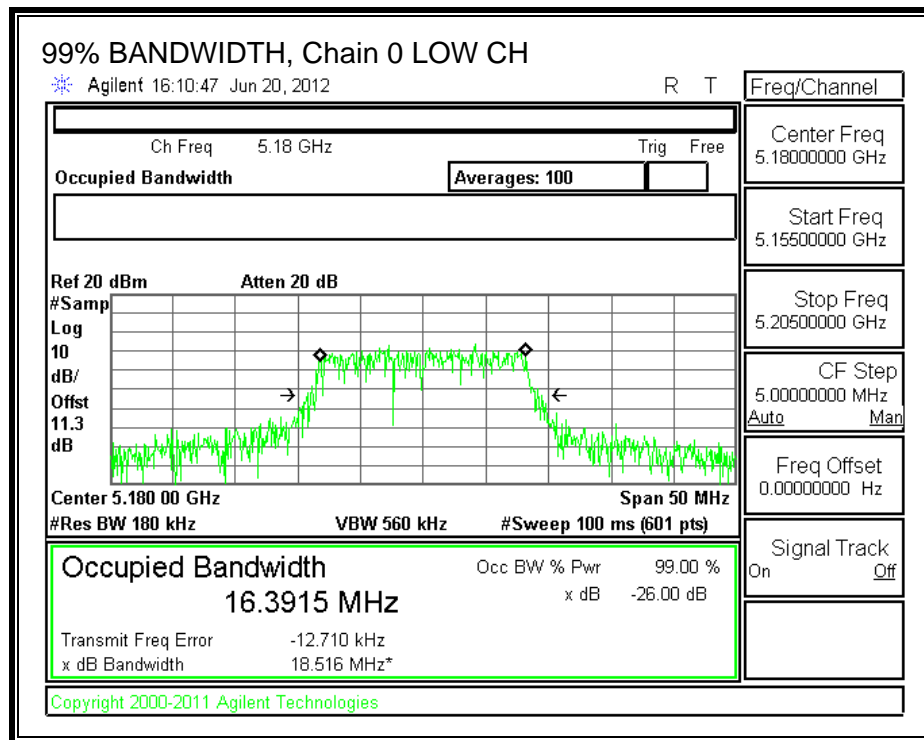 99% BANDWIDTH, Chain 0 LOW CH
Agilent 16:10:47 Jun 20, 2012 R T
Freq/Channel
Ch Freq 5.18 GHz Trig Free
Occupied Bandwidth Averages: 100
Center Freq
5.18000000 GHz
Start Freq
5.15500000 GHz
Stop Freq
5.20500000 GHz
CF Step
5.00000000 MHz
Auto Man
Freq Offset
0.00000000 Hz
Signal Track
On Off
Ref 20 dBm Atten 20 dB
#Samp
Log
10
dB/
Offst
11.3
dB
Center 5.180 00 GHz Span 50 MHz
#Res BW 180 kHz VBW 560 kHz #Sweep 100 ms (601 pts)
Occupied Bandwidth Occ BW % Pwr 99.00 %
16.3915 MHz x dB -26.00 dB
Transmit Freq Error -12.710 kHz
x dB Bandwidth 18.516 MHz*
Copyright 2000-2011 Agilent Technologies